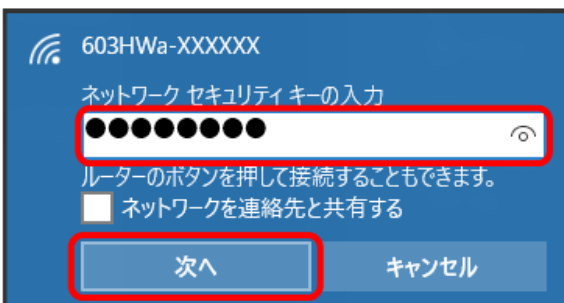 603HWa-XXXXXX
ネットワーク セキュリティ キーの入力
●●●●●●●●
ルーターのボタンを押して接続することもできます。
ネットワークを連絡先と共有する
次へ
キャンセル